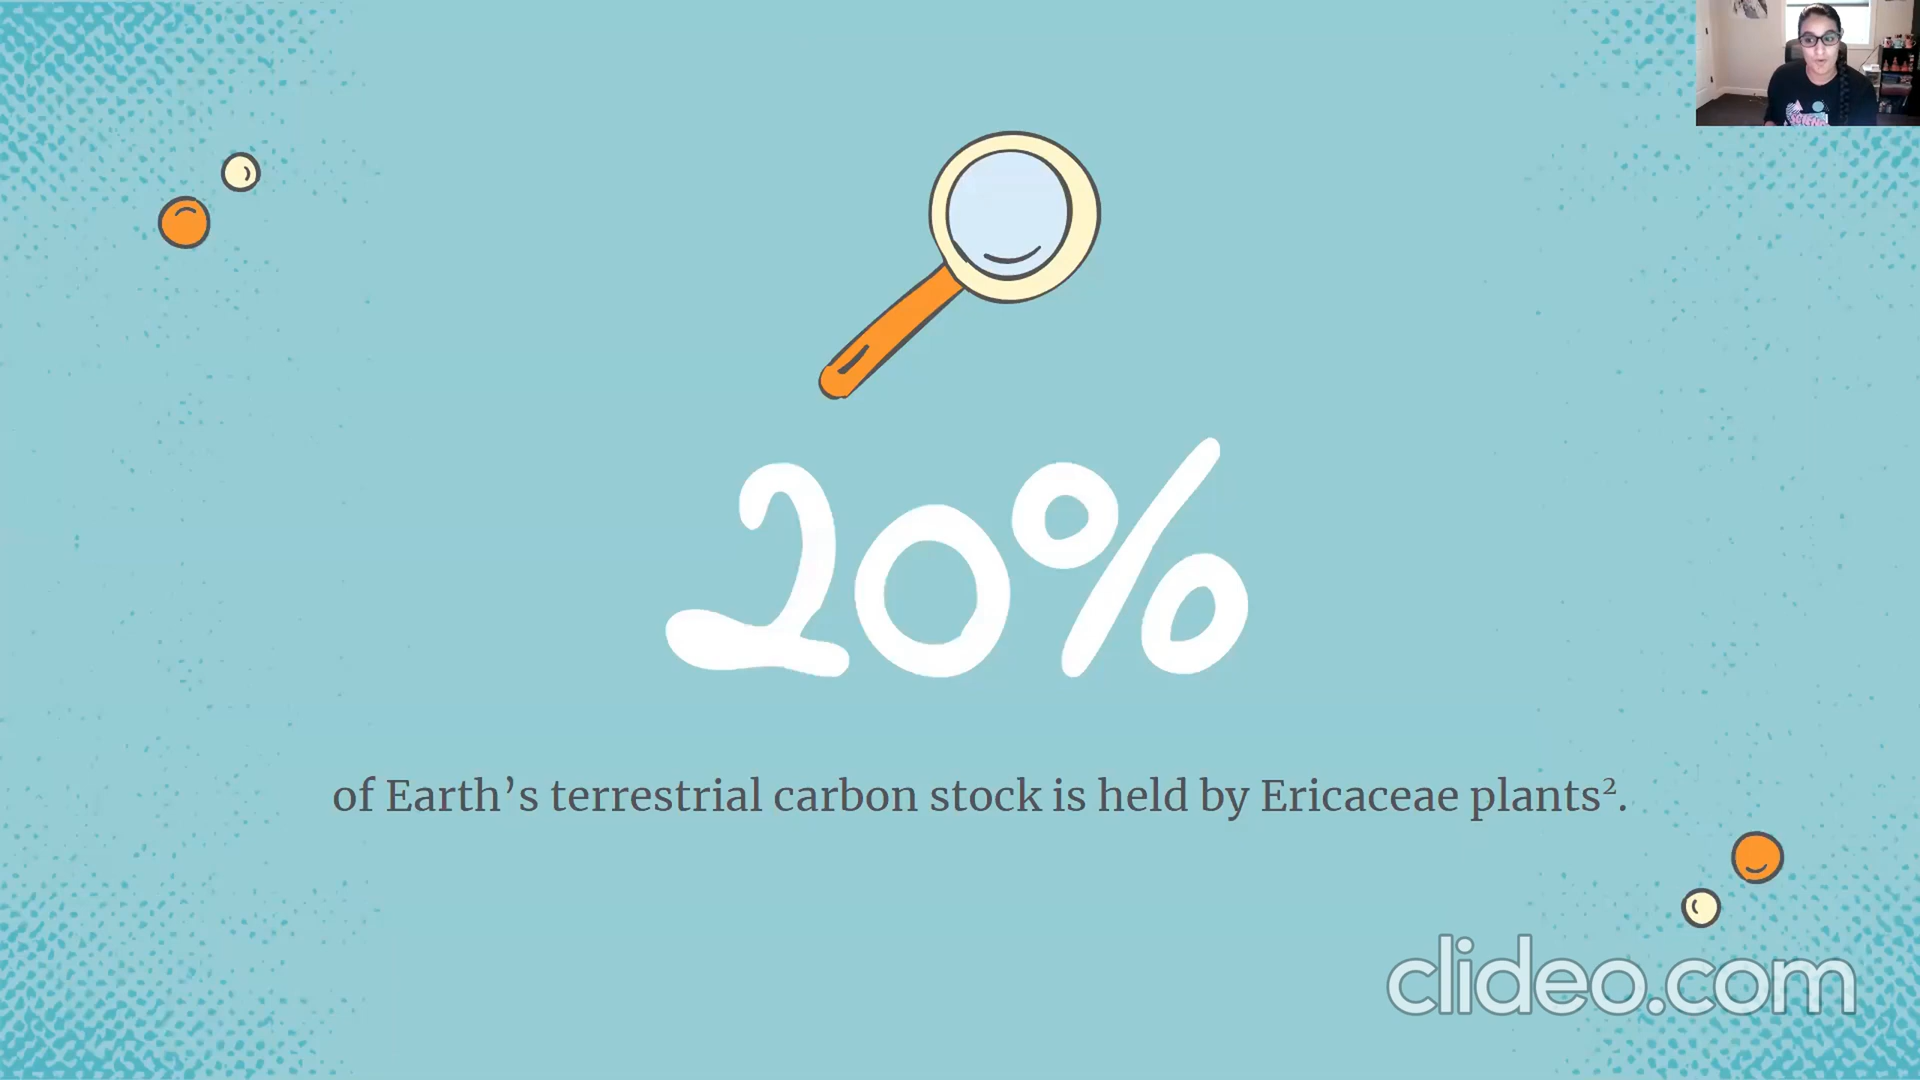 20%
of Earth’s terrestrial carbon stock is held by Ericaceae plants².
clideo.com